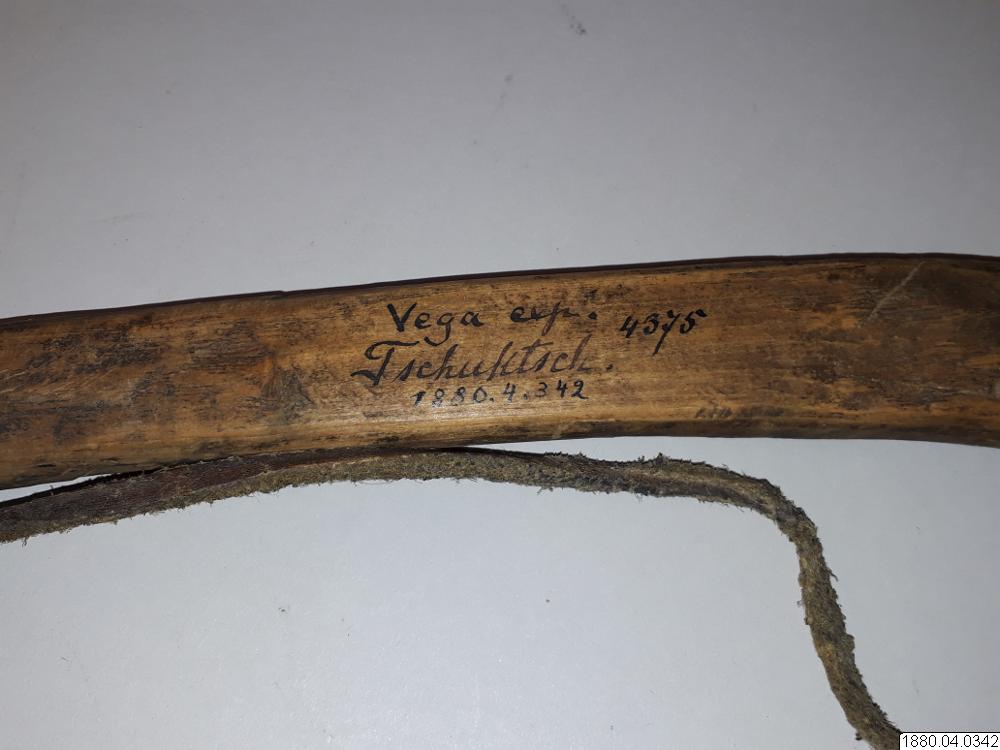 Vega exp. 4375
Tschuktsch.
1880.4.342
1880.04.0342